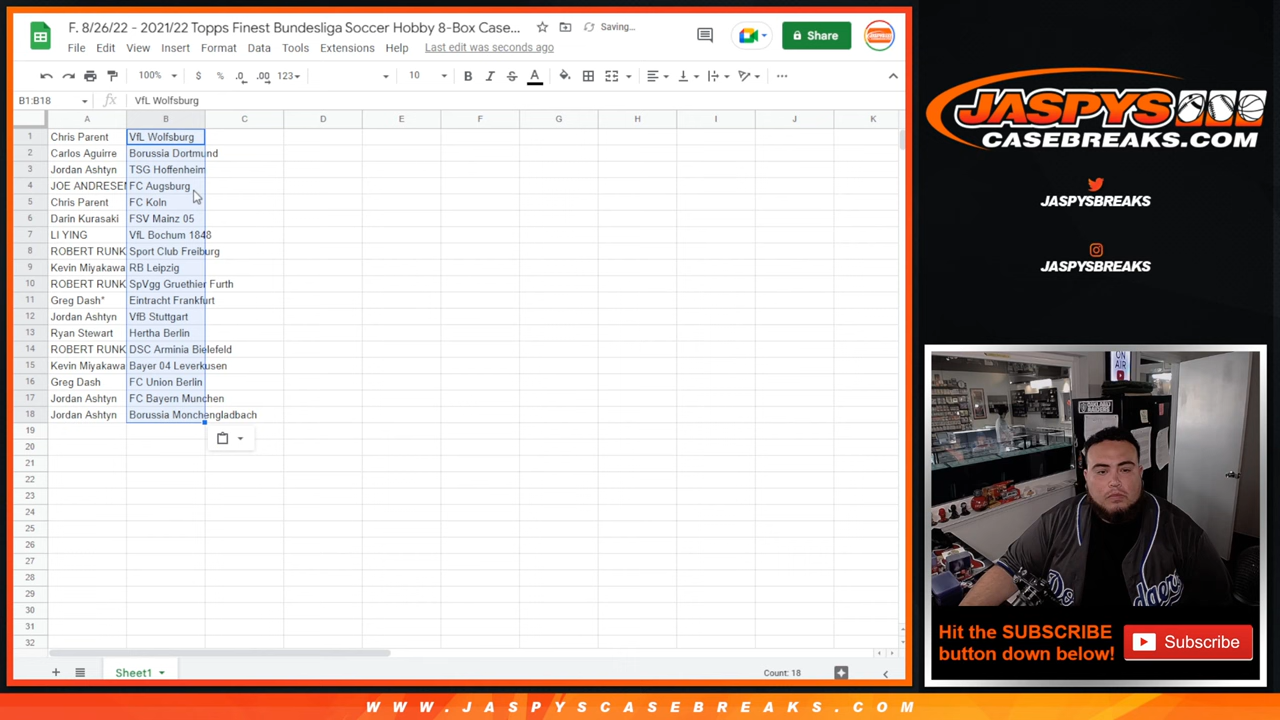 F. 8/26/22 - 2021/22 Topps Finest Bundesliga Soccer Hobby 8-Box Case...
Saving...
File Edit View Insert Format Data Tools Extensions Help Last edit was seconds ago
Share
100% $ % .0 .00 123 10 B I S A
B1:B18 fx VfL Wolfsburg
A B C D E F G H I J K
1 Chris Parent VfL Wolfsburg
2 Carlos Aguirre Borussia Dortmund
3 Jordan Ashtyn TSG Hoffenheim
4 JOE ANDRESEN FC Augsburg
5 Chris Parent FC Koln
6 Darin Kurasaki FSV Mainz 05
7 LI YING VfL Bochum 1848
8 ROBERT RUNK Sport Club Freiburg
9 Kevin Miyakawa RB Leipzig
10 ROBERT RUNK SpVgg Gruethier Furth
11 Greg Dash* Eintracht Frankfurt
12 Jordan Ashtyn VfB Stuttgart
13 Ryan Stewart Hertha Berlin
14 ROBERT RUNK DSC Arminia Bielefeld
15 Kevin Miyakawa Bayer 04 Leverkusen
16 Greg Dash FC Union Berlin
17 Jordan Ashtyn FC Bayern Munchen
18 Jordan Ashtyn Borussia Monchengladbach
19
20
21
22
23
24
25
26
27
28
29
30
31
32
Sheet1
Count: 18
JASPYS
CASEBREAKS.COM
JASPYSBREAKS
JASPYSBREAKS
ON AIR
Hit the SUBSCRIBE
button down below!
Subscribe
WWW.JASPYSCASEBREAKS.COM